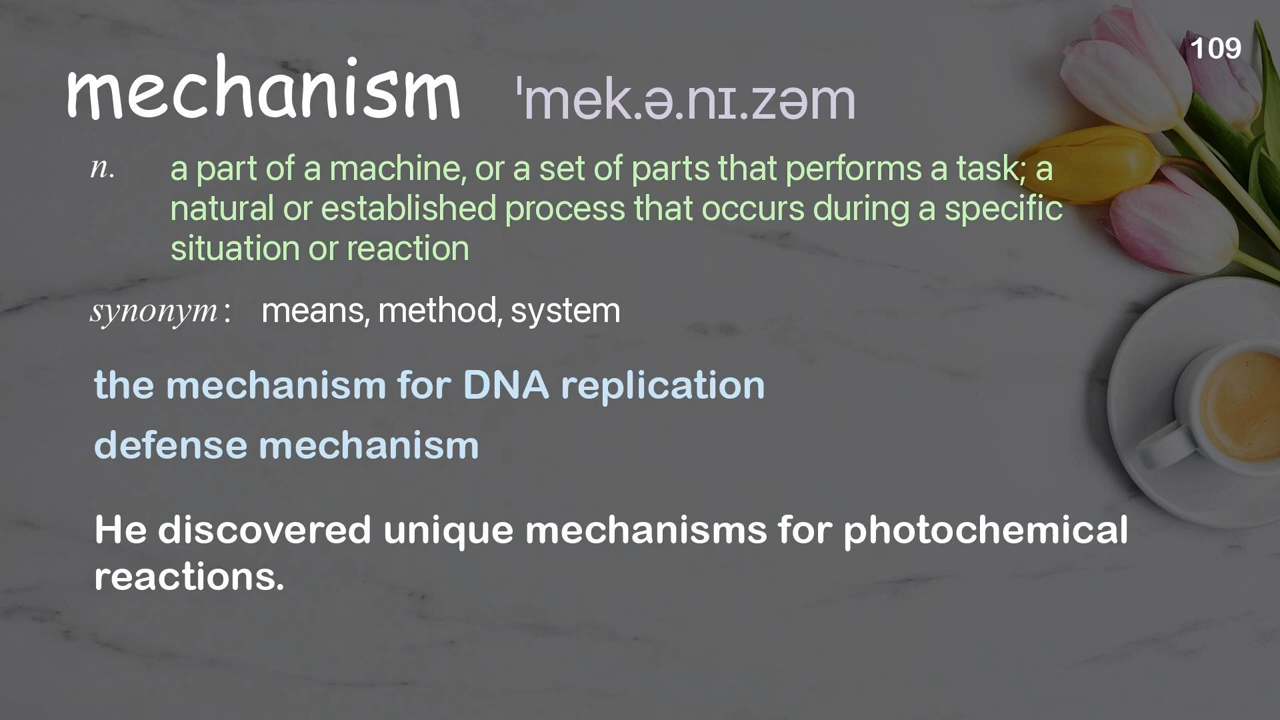 109
mechanism ˈmek.ə.nɪ.zəm
n. a part of a machine, or a set of parts that performs a task; a
natural or established process that occurs during a specific
situation or reaction
synonym: means, method, system
the mechanism for DNA replication
defense mechanism
He discovered unique mechanisms for photochemical
reactions.